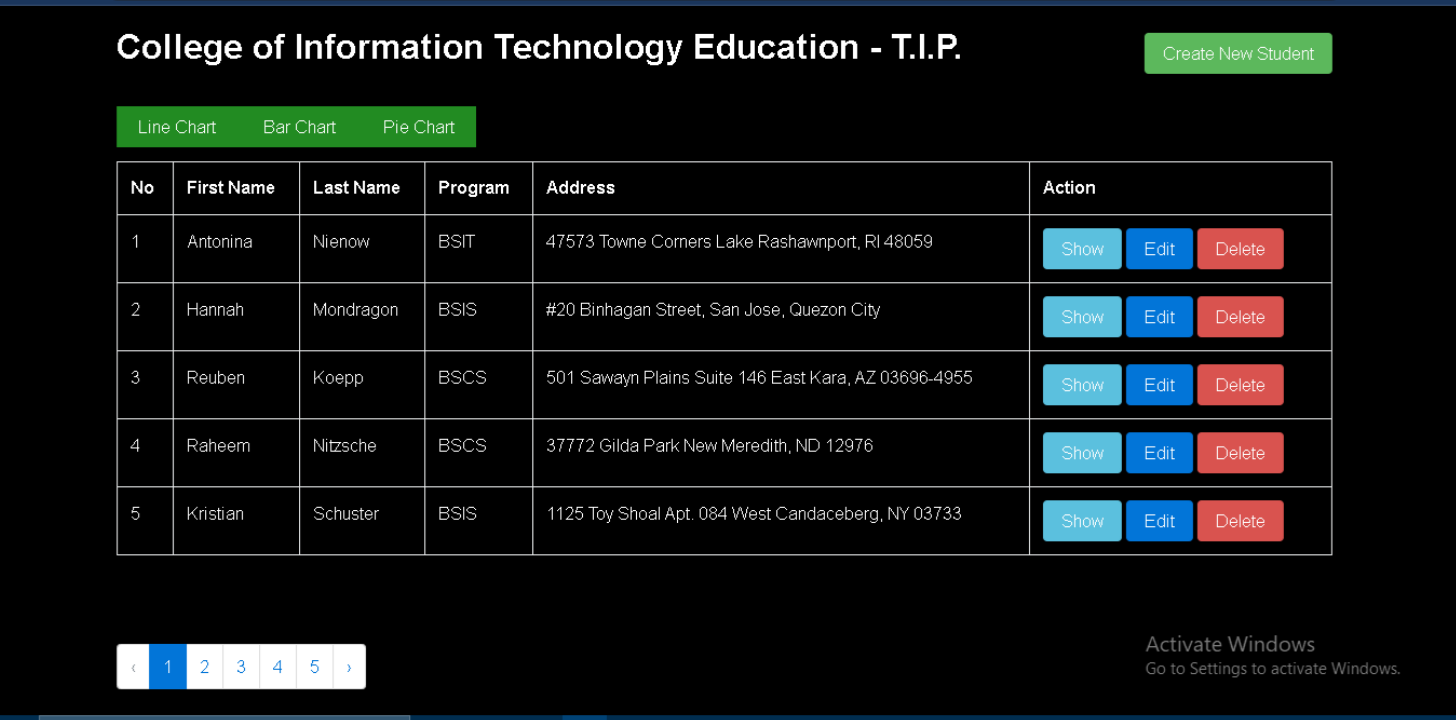 College of Information Technology Education - T.I.P.
Create New Student
Line Chart Bar Chart Pie Chart
No First Name Last Name Program Address Action
1 Antonina Nienow BSIT 47573 Towne Corners Lake Rashawnport, RI 48059 Show Edit Delete
2 Hannah Mondragon BSIS #20 Binhagan Street, San Jose, Quezon City Show Edit Delete
3 Reuben Koepp BSCS 501 Sawayn Plains Suite 146 East Kara, AZ 03696-4955 Show Edit Delete
4 Raheem Nitzsche BSCS 37772 Gilda Park New Meredith, ND 12976 Show Edit Delete
5 Kristian Schuster BSIS 1125 Toy Shoal Apt. 084 West Candaceberg, NY 03733 Show Edit Delete
‹ 1 2 3 4 5 ›
Activate Windows
Go to Settings to activate Windows.